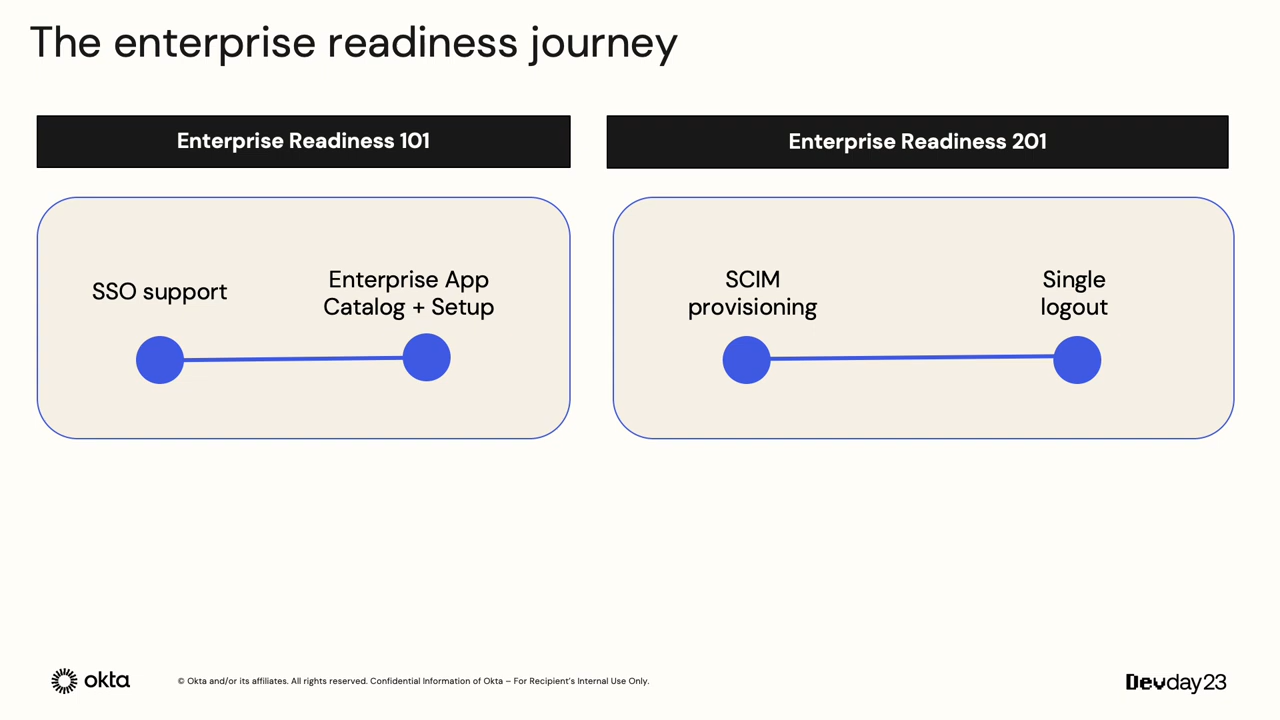 The enterprise readiness journey
Enterprise Readiness 101
Enterprise Readiness 201
SSO support
Enterprise App
Catalog + Setup
SCIM
provisioning
Single
logout
okta
© Okta and/or its affiliates. All rights reserved. Confidential Information of Okta – For Recipient's Internal Use Only.
Devday23